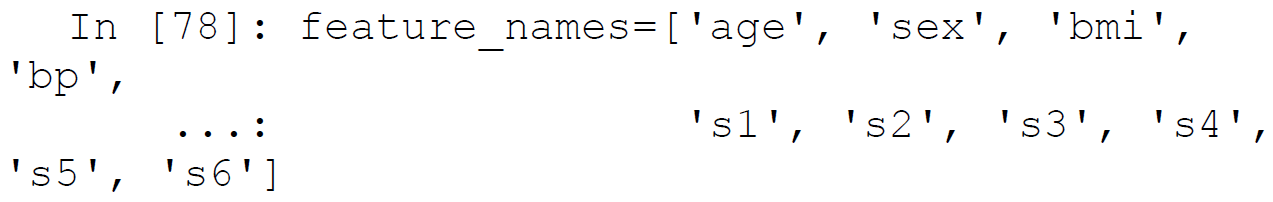 In [78]: feature_names=['age', 'sex', 'bmi',
'bp',
...: 's1', 's2', 's3', 's4',
's5', 's6']